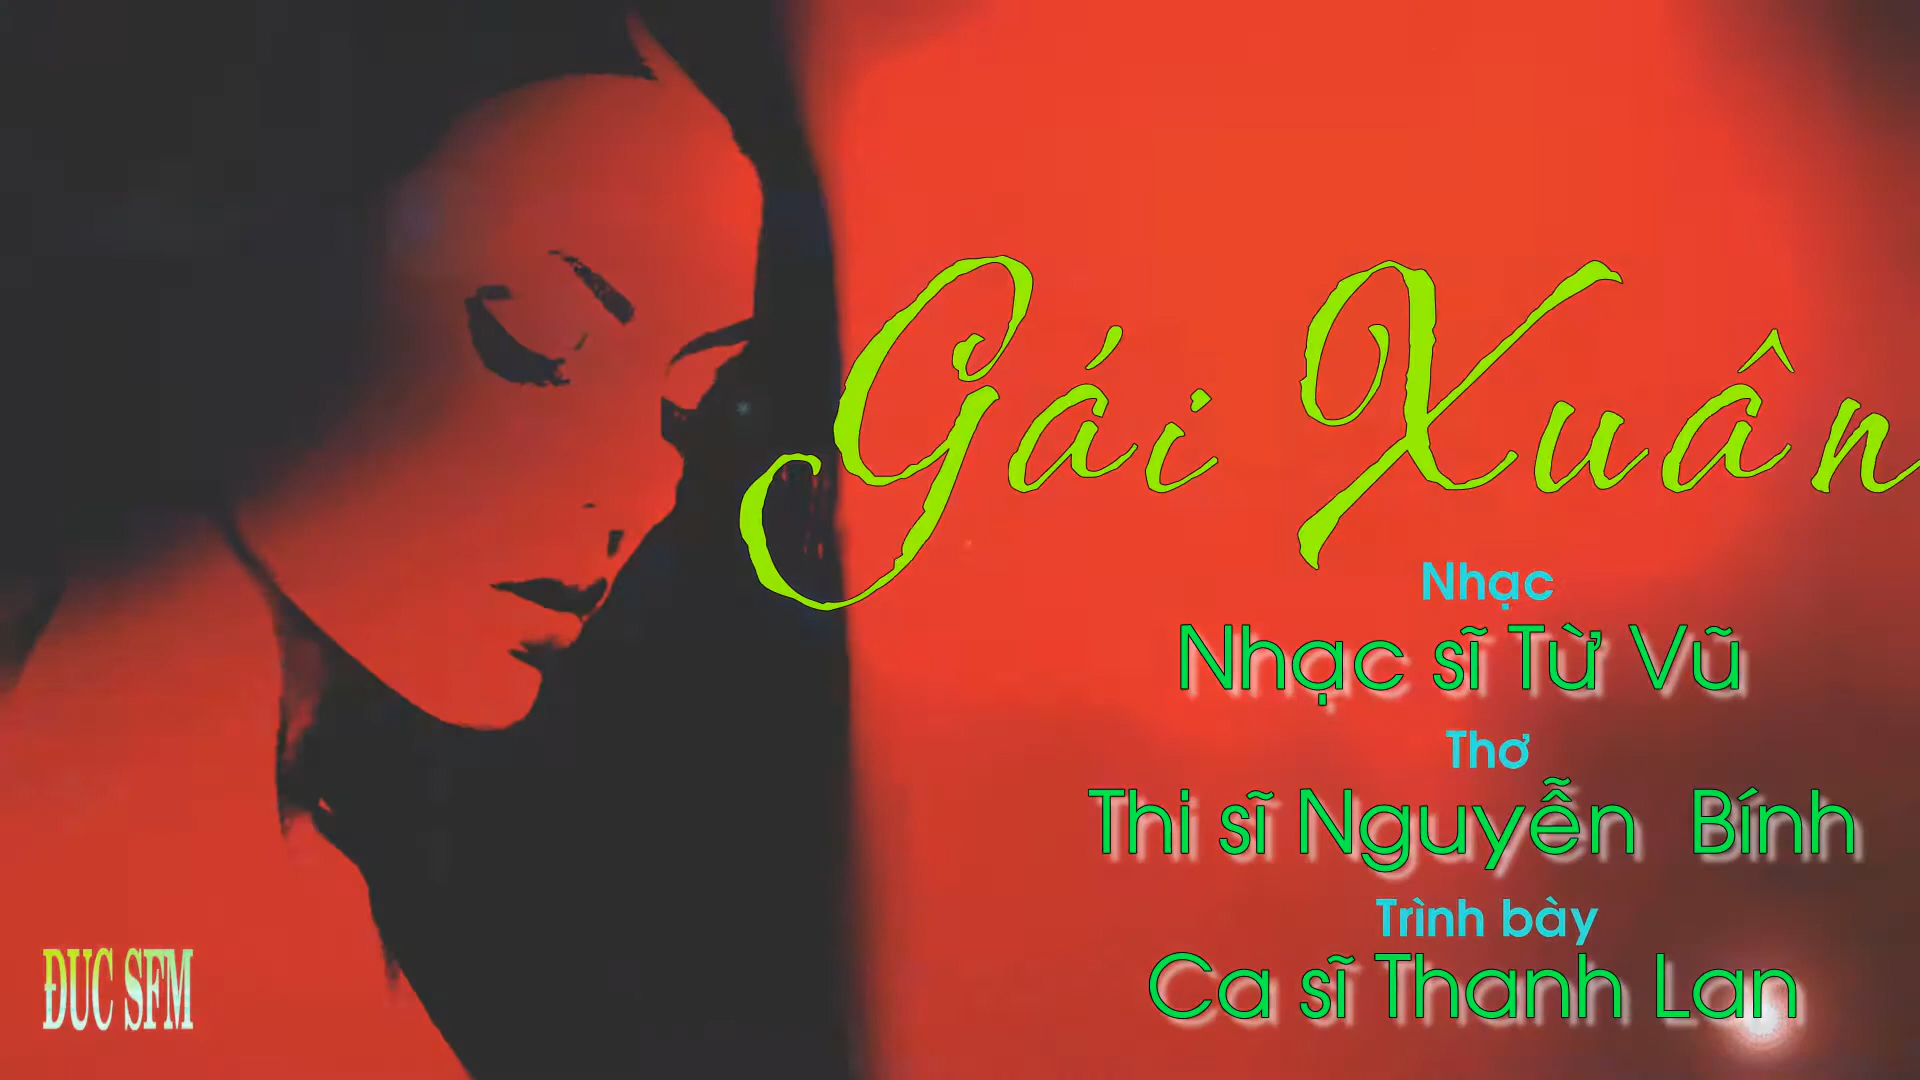 Gái Xuân
Nhạc
Nhạc sĩ Từ Vũ
Thơ
Thi sĩ Nguyễn Bính
Trình bày
Ca sĩ Thanh Lan
ĐUC SFM